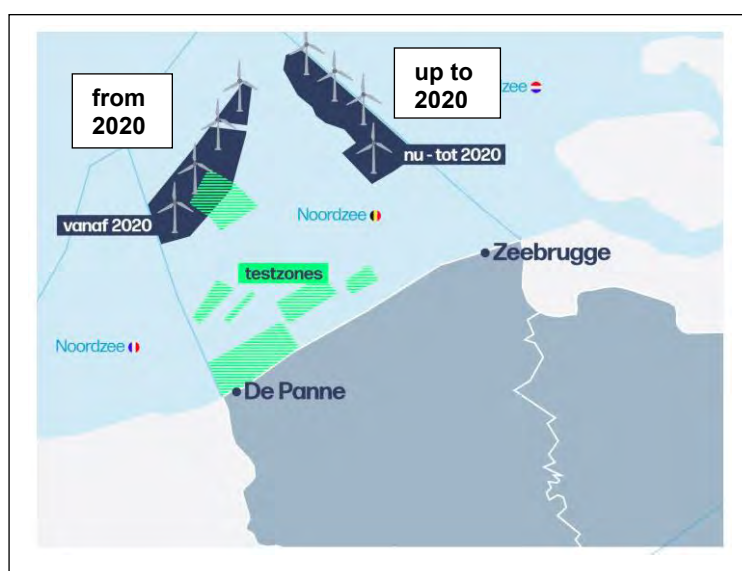 from
2020
up to
2020
zee
nu - tot 2020
vanaf 2020
Noordzee
testzones
Zeebrugge
Noordzee
De Panne